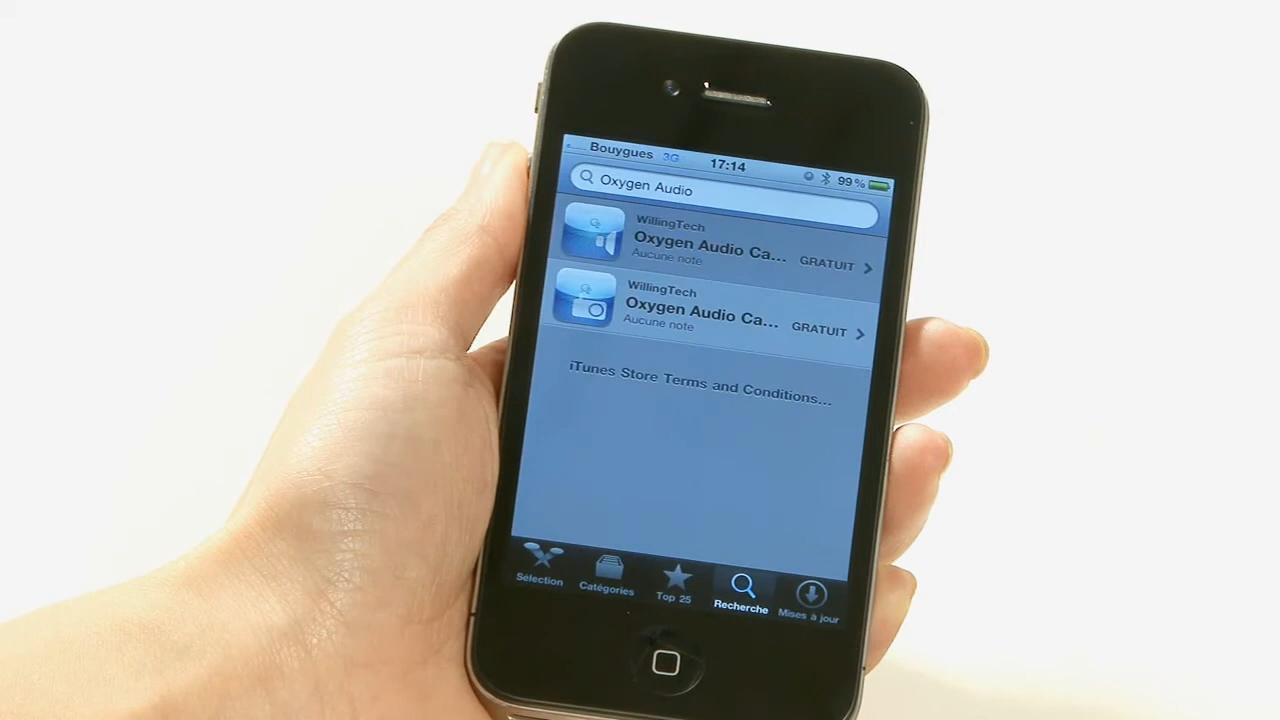 Bouygues 3G 17:14 99%
Oxygen Audio
WillingTech
Oxygen Audio Ca...
Aucune note
GRATUIT
WillingTech
Oxygen Audio Ca...
Aucune note
GRATUIT
iTunes Store Terms and Conditions...
Sélection Catégories Top 25 Recherche Mises à jour